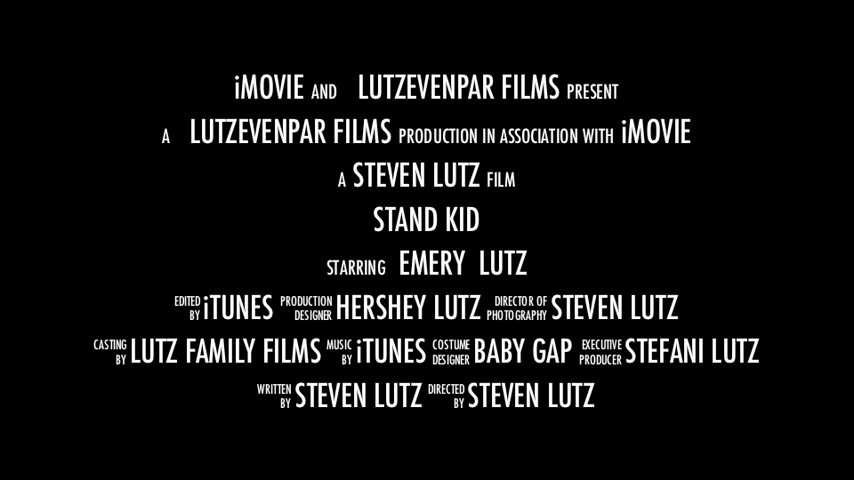 iMOVIE AND LUTZEVENPAR FILMS PRESENT
A LUTZEVENPAR FILMS PRODUCTION IN ASSOCIATION WITH iMOVIE
A STEVEN LUTZ FILM
STAND KID
STARRING EMERY LUTZ
EDITED BY iTUNES PRODUCTION DESIGNER HERSHEY LUTZ DIRECTOR OF PHOTOGRAPHY STEVEN LUTZ
CASTING BY LUTZ FAMILY FILMS MUSIC BY iTUNES COSTUME DESIGNER BABY GAP EXECUTIVE PRODUCER STEFANI LUTZ
WRITTEN BY STEVEN LUTZ DIRECTED BY STEVEN LUTZ